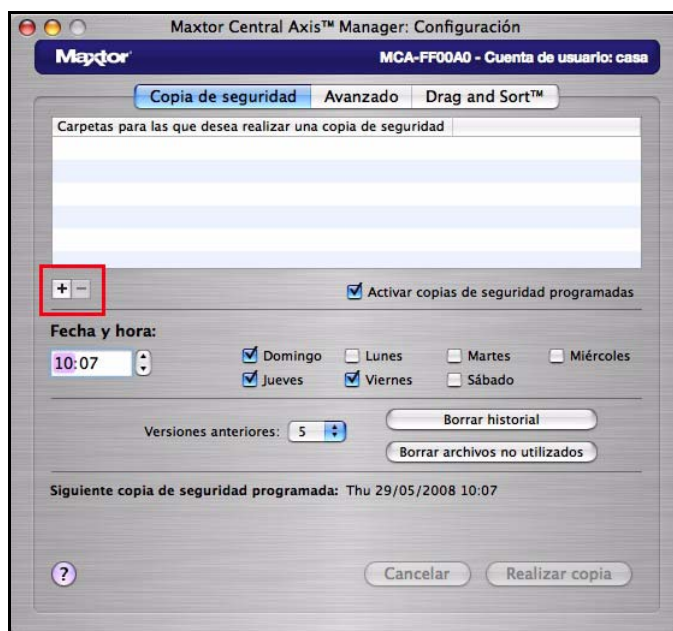 Maxtor Central Axis™ Manager: Configuración
Maxtor MCA-FF00A0 - Cuenta de usuario: casa
Copia de seguridad Avanzado Drag and Sort™
Carpetas para las que desea realizar una copia de seguridad
+ − Activar copias de seguridad programadas
Fecha y hora:
10:07 Domingo Lunes Martes Miércoles
Jueves Viernes Sábado
Borrar historial
Versiones anteriores: 5
Borrar archivos no utilizados
Siguiente copia de seguridad programada: Thu 29/05/2008 10:07
? Cancelar Realizar copia